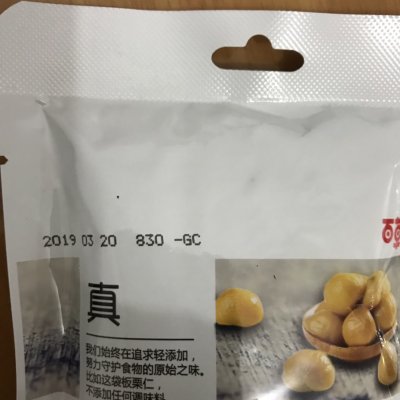 2019 03 20 830 -GC
百
真
我们始终在追求轻添加,
努力守护食物的原始之味。
比如这袋板栗仁,
不添加任何调味料